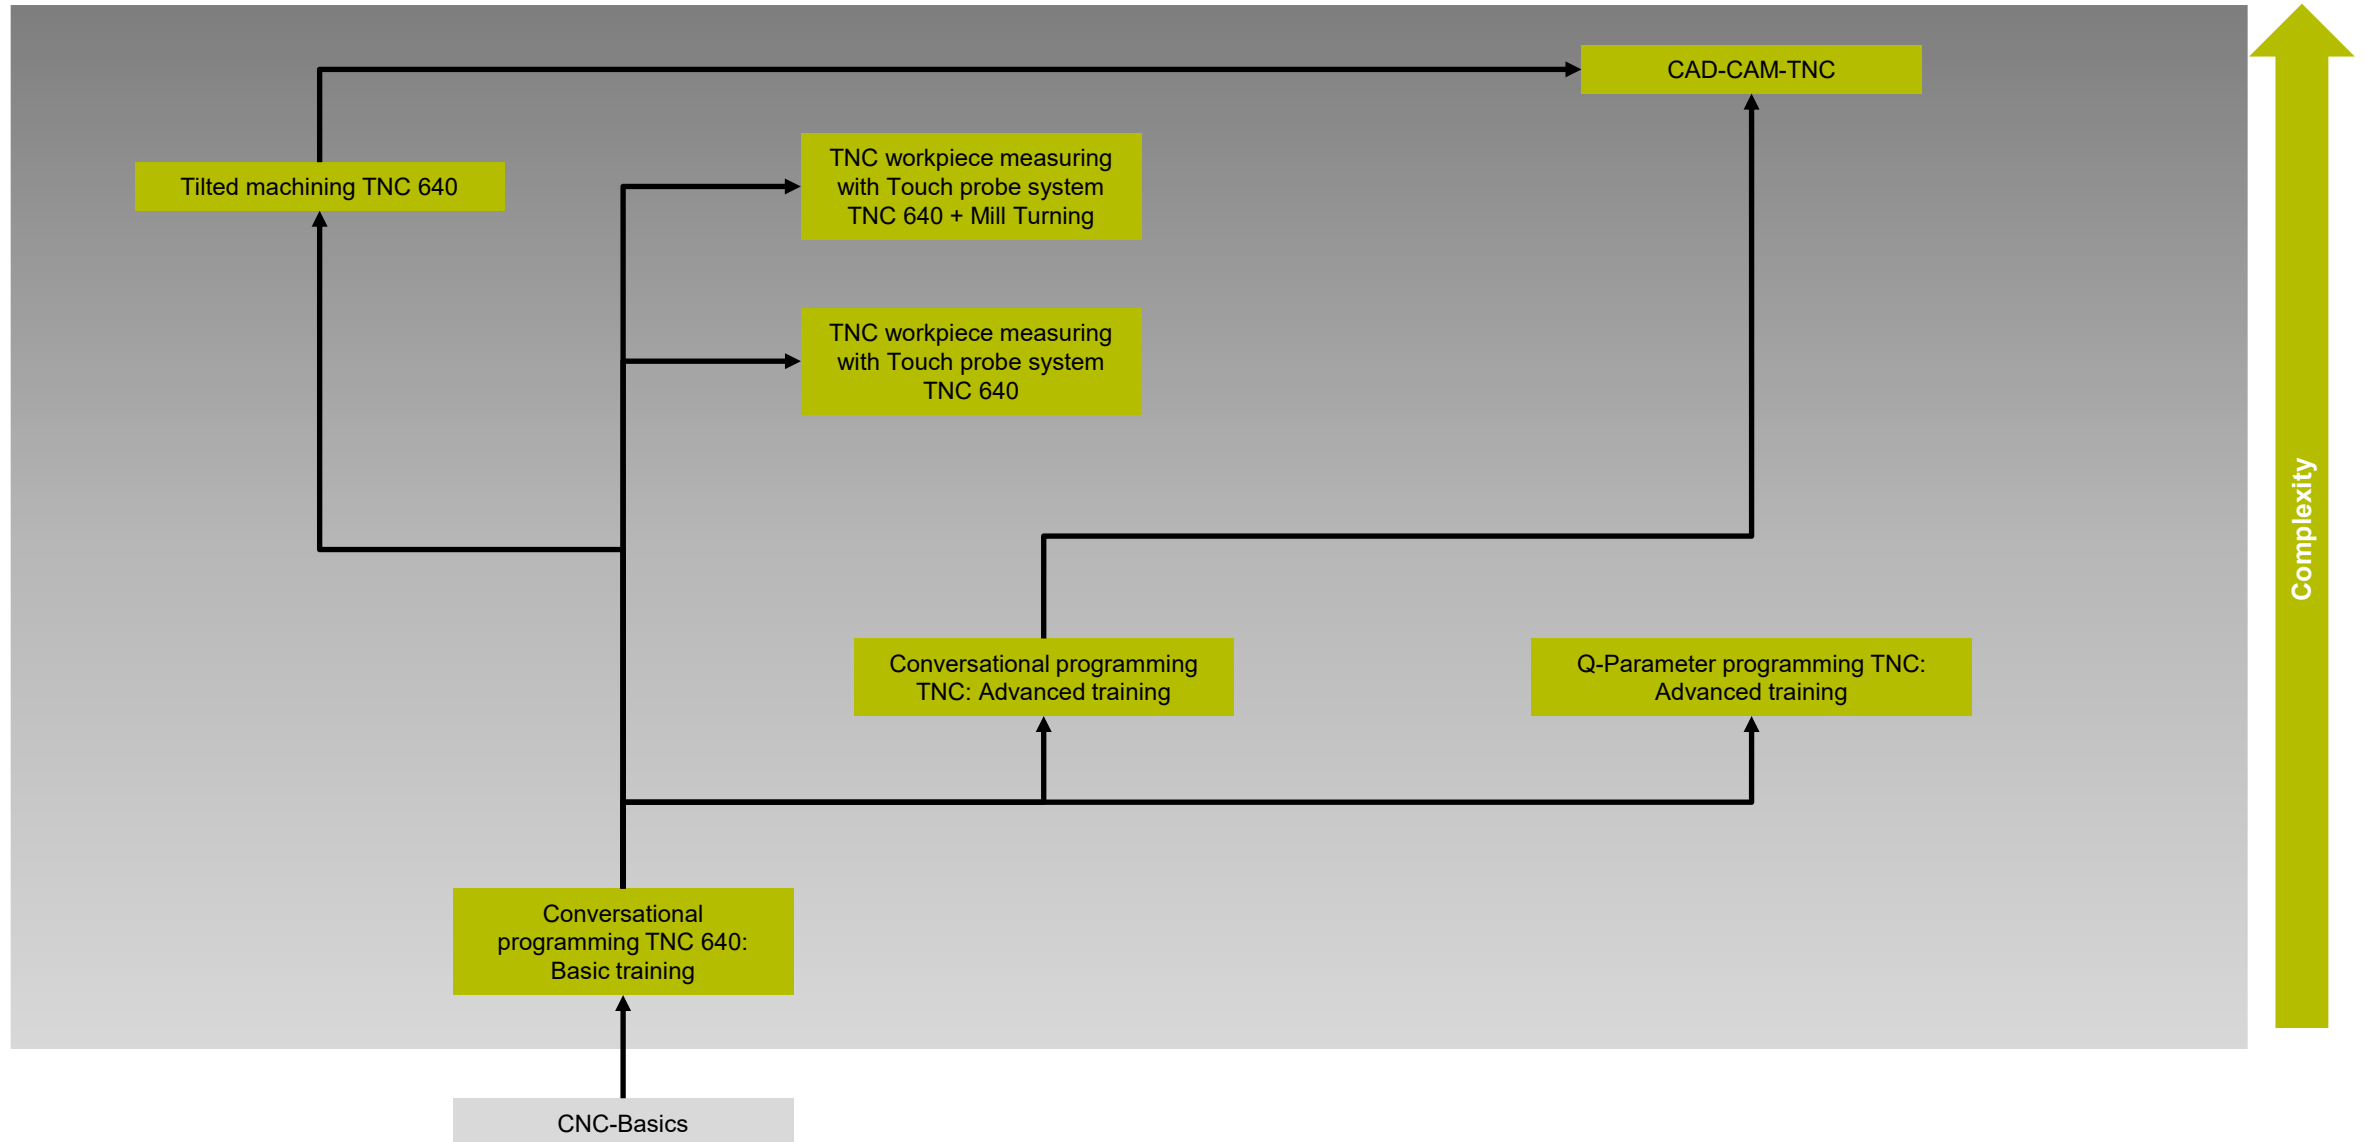 CAD-CAM-TNC
TNC workpiece measuring
with Touch probe system
TNC 640 + Mill Turning
Tilted machining TNC 640
TNC workpiece measuring
with Touch probe system
TNC 640
Complexity
Conversational programming
TNC: Advanced training
Q-Parameter programming TNC:
Advanced training
Conversational
programming TNC 640:
Basic training
CNC-Basics